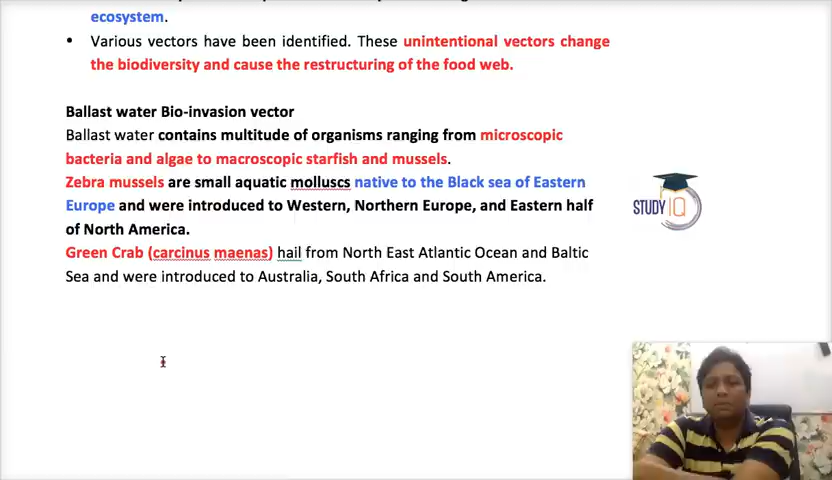 ecosystem.
• Various vectors have been identified. These unintentional vectors change
the biodiversity and cause the restructuring of the food web.
Ballast water Bio-invasion vector
Ballast water contains multitude of organisms ranging from microscopic
bacteria and algae to macroscopic starfish and mussels.
Zebra mussels are small aquatic molluscs native to the Black sea of Eastern
Europe and were introduced to Western, Northern Europe, and Eastern half
of North America.
Green Crab (carcinus maenas) hail from North East Atlantic Ocean and Baltic
Sea and were introduced to Australia, South Africa and South America.
STUDY IQ